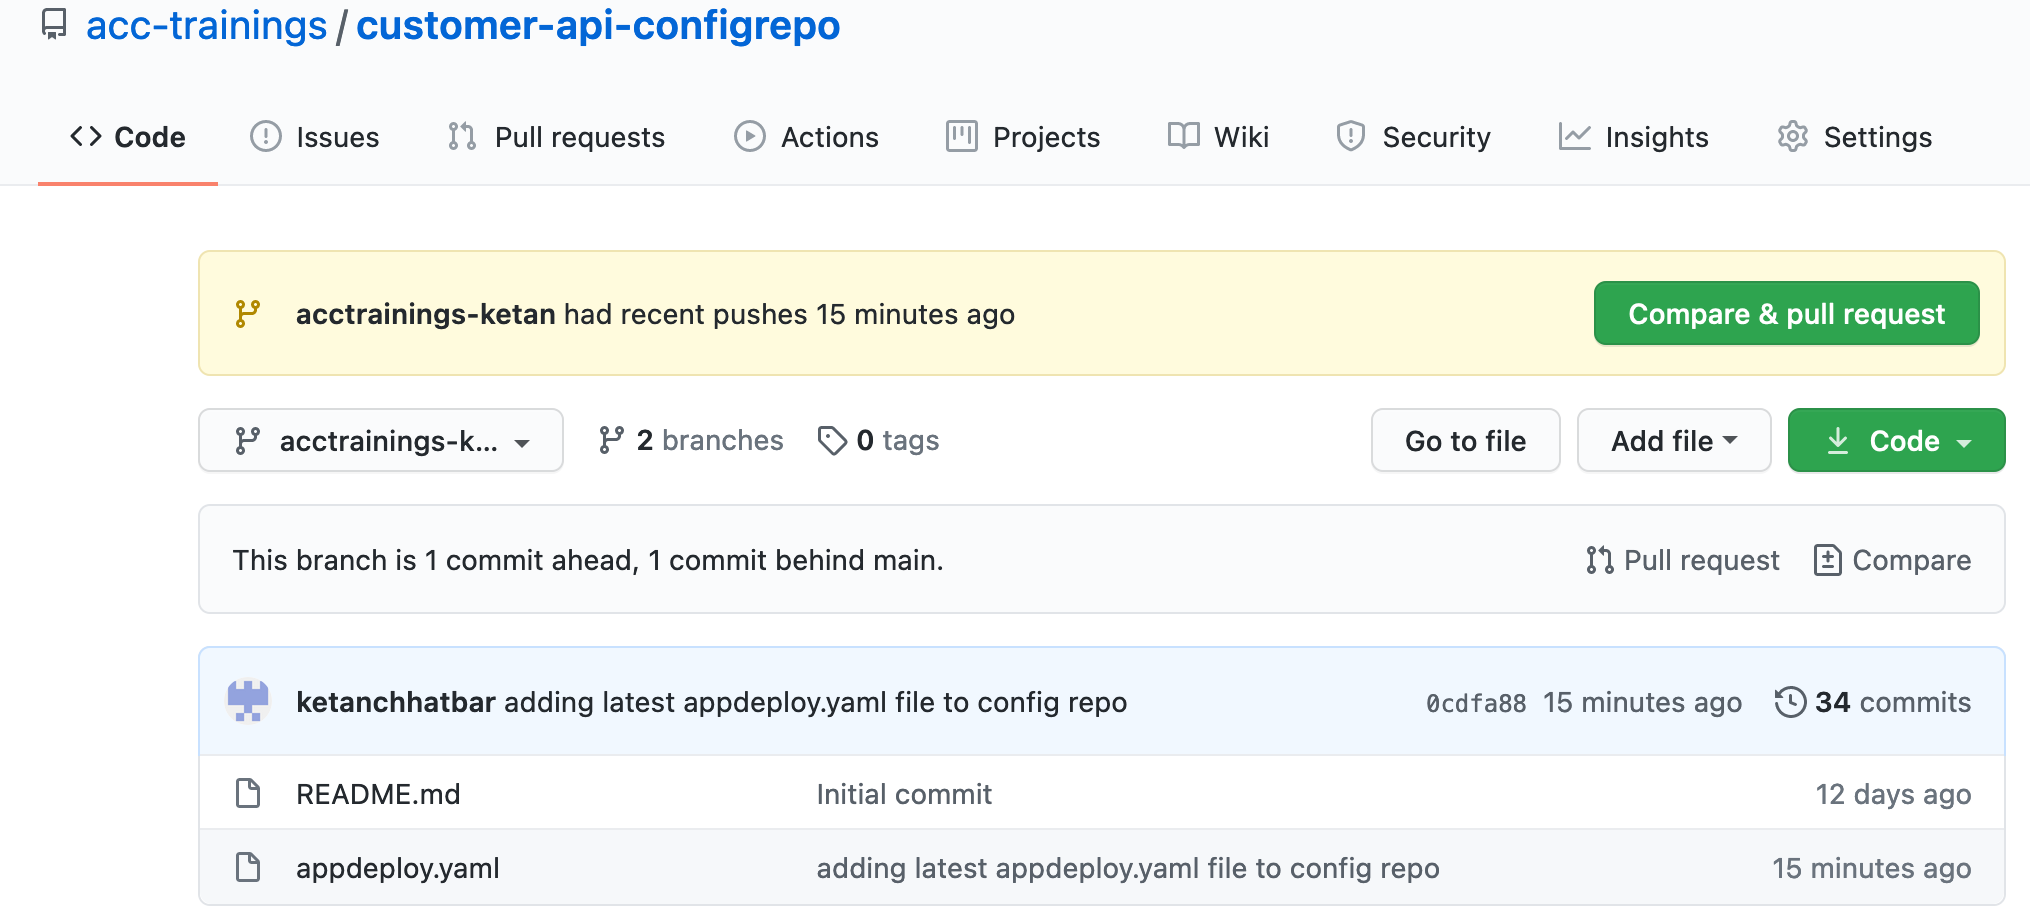 acc-trainings / customer-api-configrepo
Code Issues Pull requests Actions Projects Wiki Security Insights Settings
acctrainings-ketan had recent pushes 15 minutes ago Compare & pull request
acctrainings-k... 2 branches 0 tags Go to file Add file Code
This branch is 1 commit ahead, 1 commit behind main. Pull request Compare
ketanchhatbar adding latest appdeploy.yaml file to config repo 0cdfa88 15 minutes ago 34 commits
README.md Initial commit 12 days ago
appdeploy.yaml adding latest appdeploy.yaml file to config repo 15 minutes ago